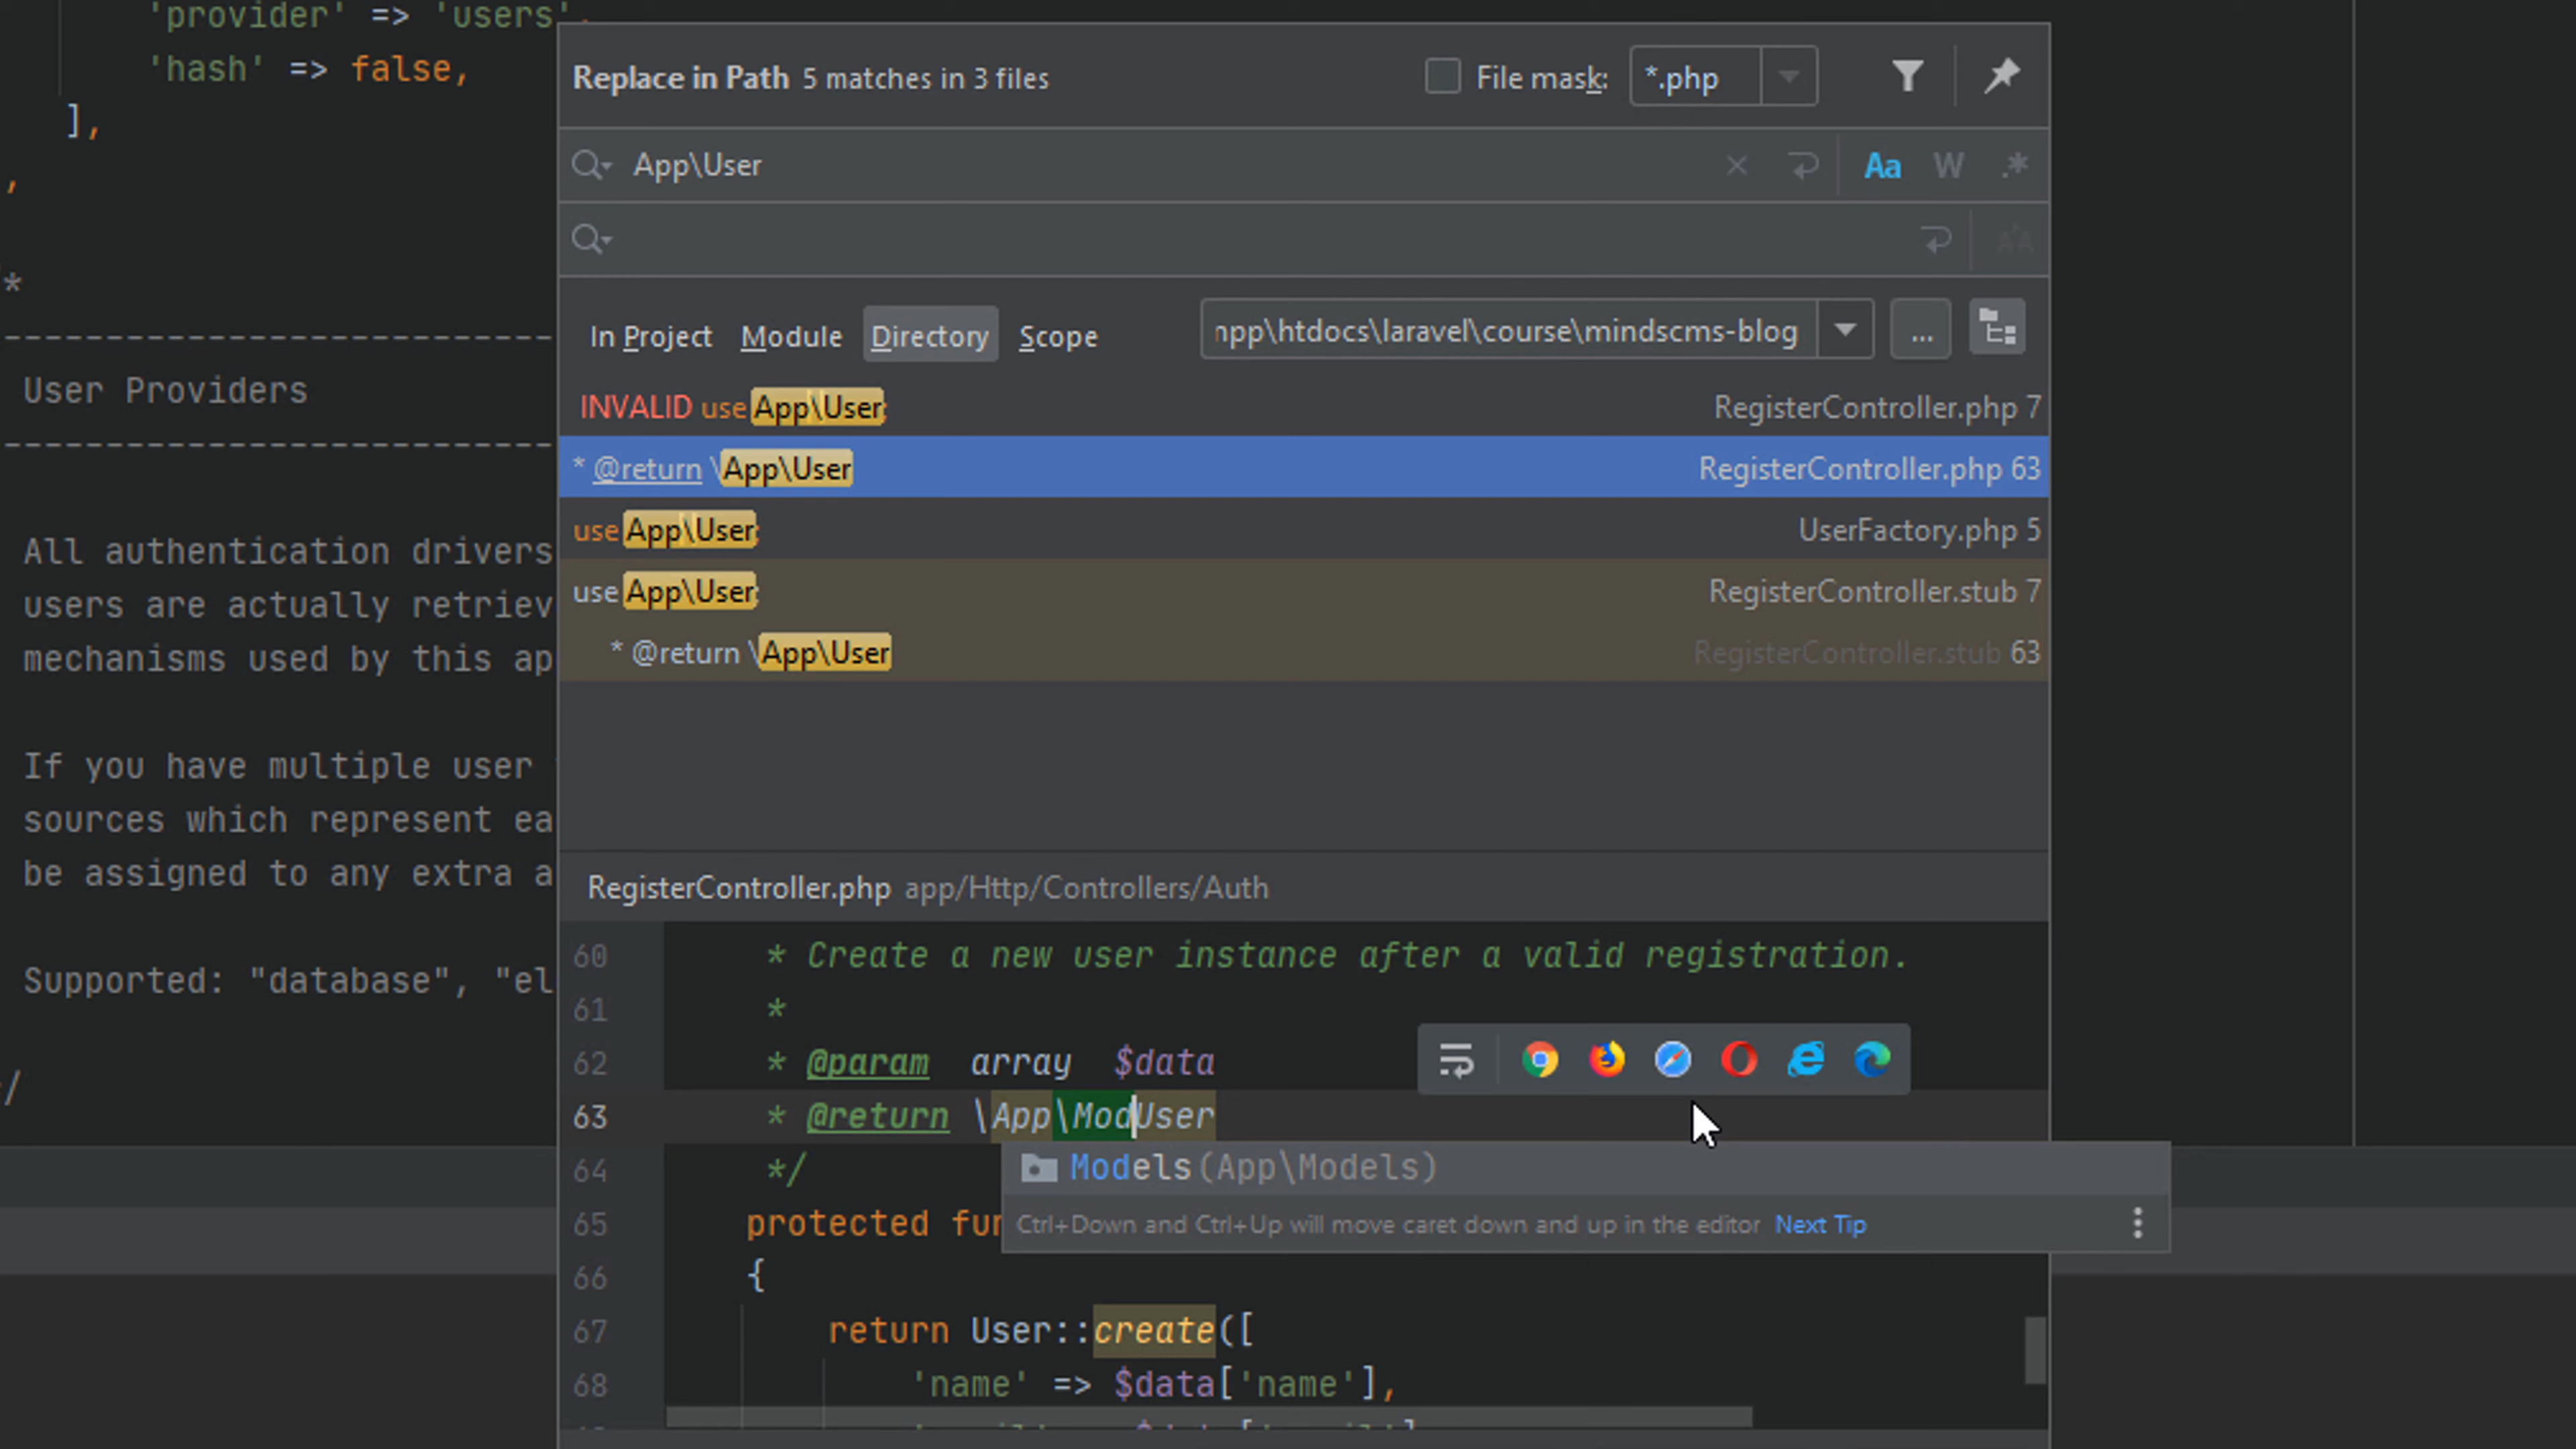 'provider' => 'users',
'hash' => false,
],
,
*
User Providers
All authentication drivers
users are actually retriev
mechanisms used by this ap
If you have multiple user
sources which represent ea
be assigned to any extra a
Supported: "database", "el
*/
Replace in Path 5 matches in 3 files
File mask: *.php
App\User
Aa W .*
In Project Module Directory Scope
npp\htdocs\laravel\course\mindscms-blog ...
INVALID use App\User; RegisterController.php 7
* @return \App\User RegisterController.php 63
use App\User; UserFactory.php 5
use App\User; RegisterController.stub 7
* @return \App\User RegisterController.stub 63
RegisterController.php app/Http/Controllers/Auth
60 * Create a new user instance after a valid registration.
61 *
62 * @param array $data
63 * @return \App\ModUser
Models (App\Models)
64 */
Ctrl+Down and Ctrl+Up will move caret down and up in the editor Next Tip
65 protected fun
66 {
67 return User::create([
68 'name' => $data['name'],